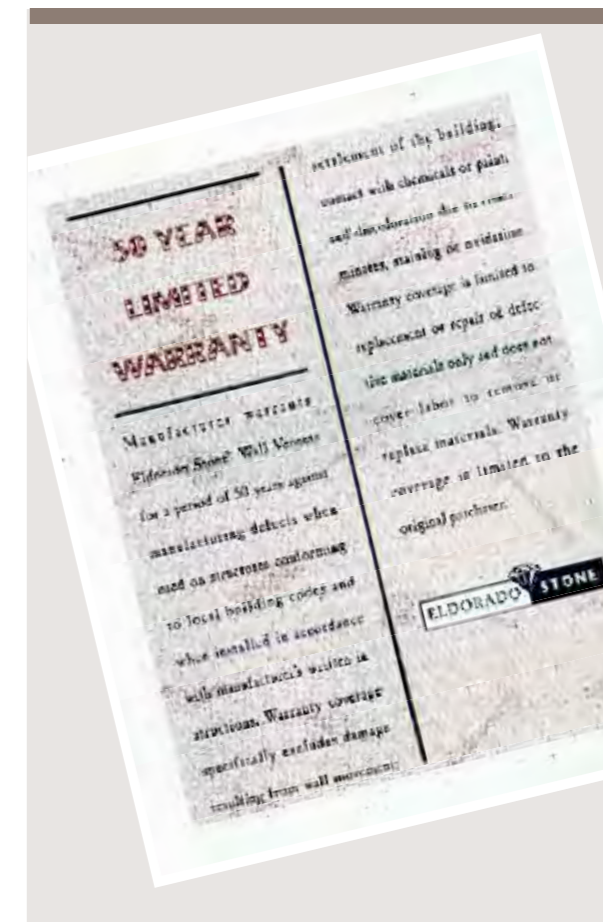 50 YEAR
LIMITED
WARRANTY
Manufacturer warrants
Eldorado Stone® Wall Veneers
for a period of 50 years against
manufacturing defects when
used on structures conforming
to local building codes and
when installed in accordance
with manufacturer's written in
structions. Warranty coverage
specifically excludes damage
resulting from wall movement,
settlement of the building,
contact with chemicals or paint;
and discoloration due to
staining or oxidation
Warranty coverage is limited to
replacement or repair of defec-
tive materials only and does not
cover labor to remove or
replace materials. Warranty
coverage is limited to the
original purchaser.
ELDORADO STONE